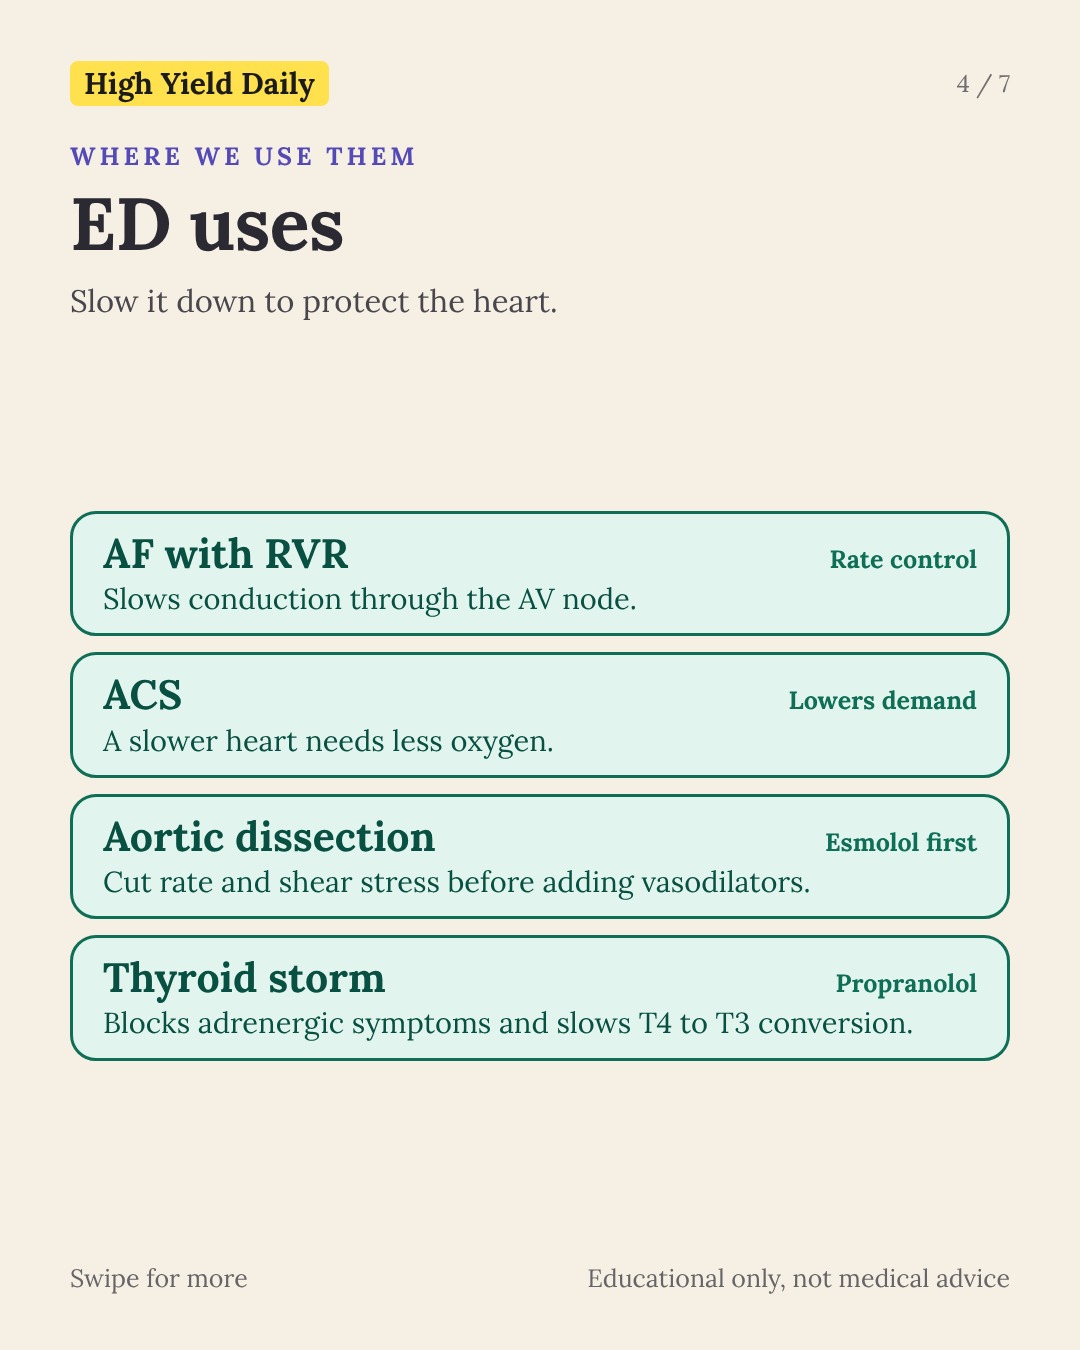 High Yield Daily
4 / 7
WHERE WE USE THEM
ED uses
Slow it down to protect the heart.
AF with RVR
Rate control
Slows conduction through the AV node.
ACS
Lowers demand
A slower heart needs less oxygen.
Aortic dissection
Esmolol first
Cut rate and shear stress before adding vasodilators.
Thyroid storm
Propranolol
Blocks adrenergic symptoms and slows T4 to T3 conversion.
Swipe for more
Educational only, not medical advice